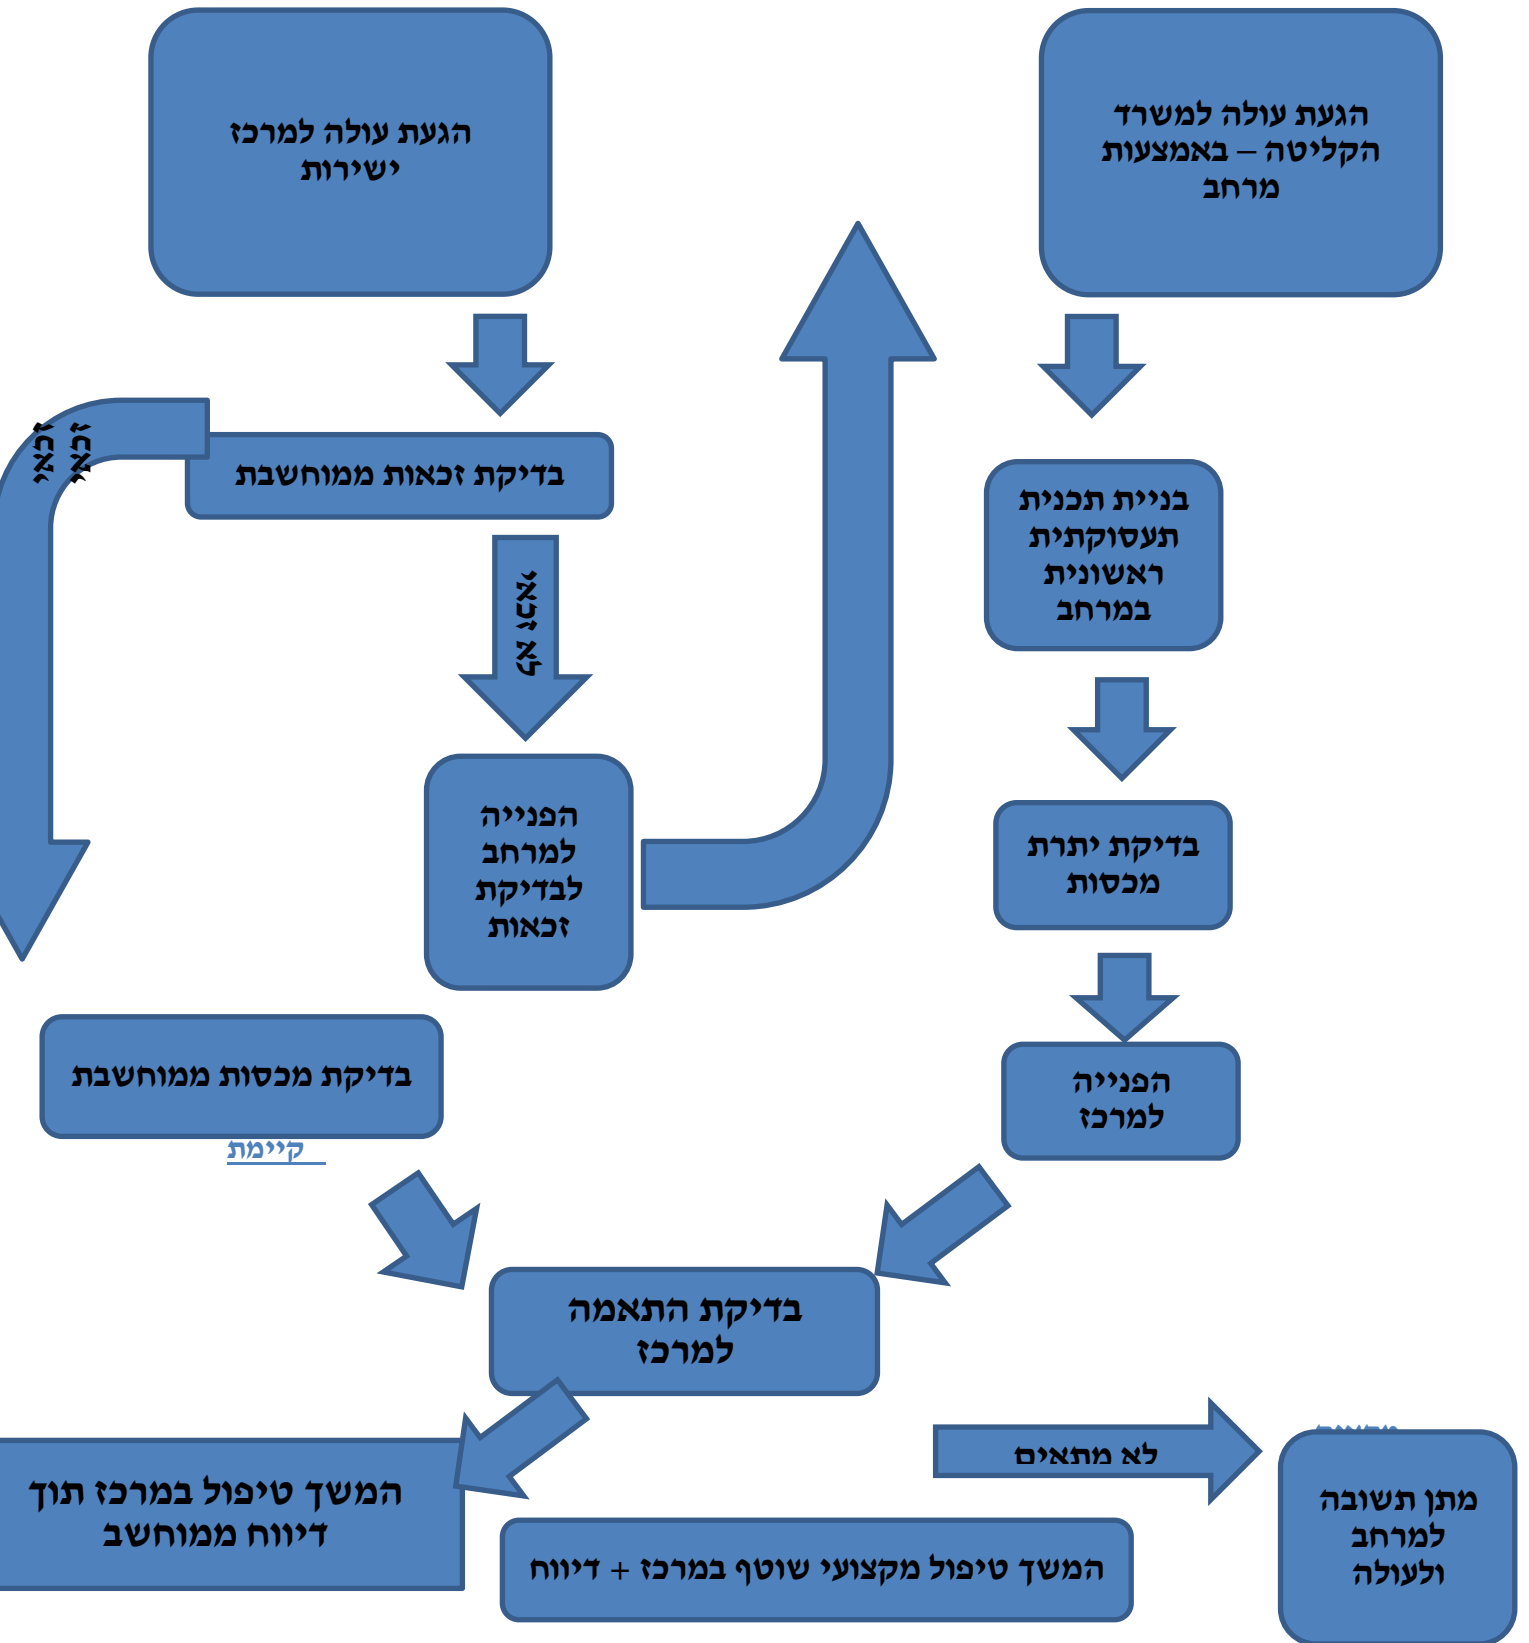 הגעת עולה למשרד
הקליטה – באמצעות
מרחב
הגעת עולה למרכז
ישירות
בניית תכנית
תעסוקתית
ראשונית
במרחב
בדיקת יתרת
מכסות
הפנייה
למרכז
בדיקת זכאות ממוחשבת
זכאי
זכאי
לא זכאי
הפנייה
למרחב
לבדיקת
זכאות
בדיקת מכסות ממוחשבת
קיימת
בדיקת התאמה
למרכז
לא מתאים
מתן תשובה
למרחב
ולעולה
המשך טיפול במרכז תוך
דיווח ממוחשב
המשך טיפול מקצועי שוטף במרכז + דיווח